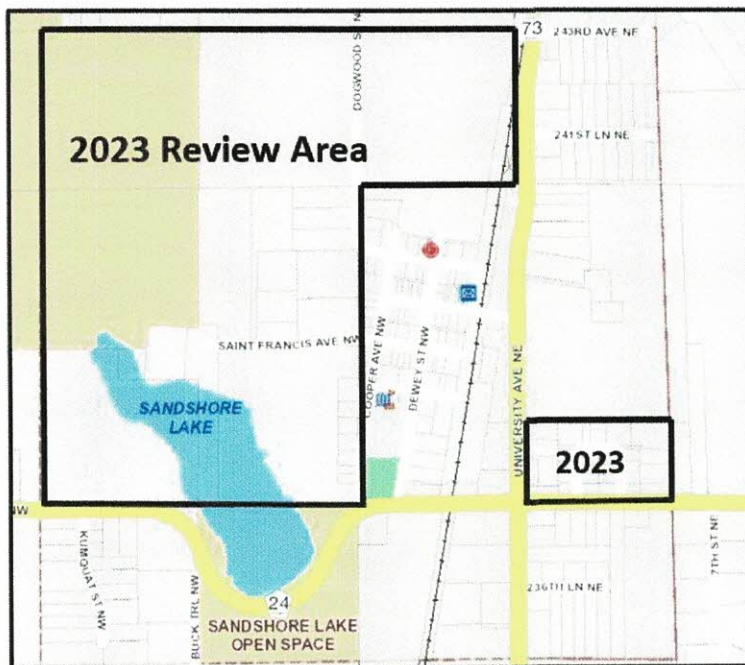 DOGWOOD ST N
73
243RD AVE NE
2023 Review Area
241ST LN NE
SAINT FRANCIS AVE NW
COOPER AVE NW
DEWEY ST NW
UNIVERSITY AVE NE
SANDSHORE
LAKE
2023
NW
KUMQUAT ST NW
BUCK TRL NW
24
236TH LN NE
7TH ST NE
SANDSHORE LAKE
OPEN SPACE